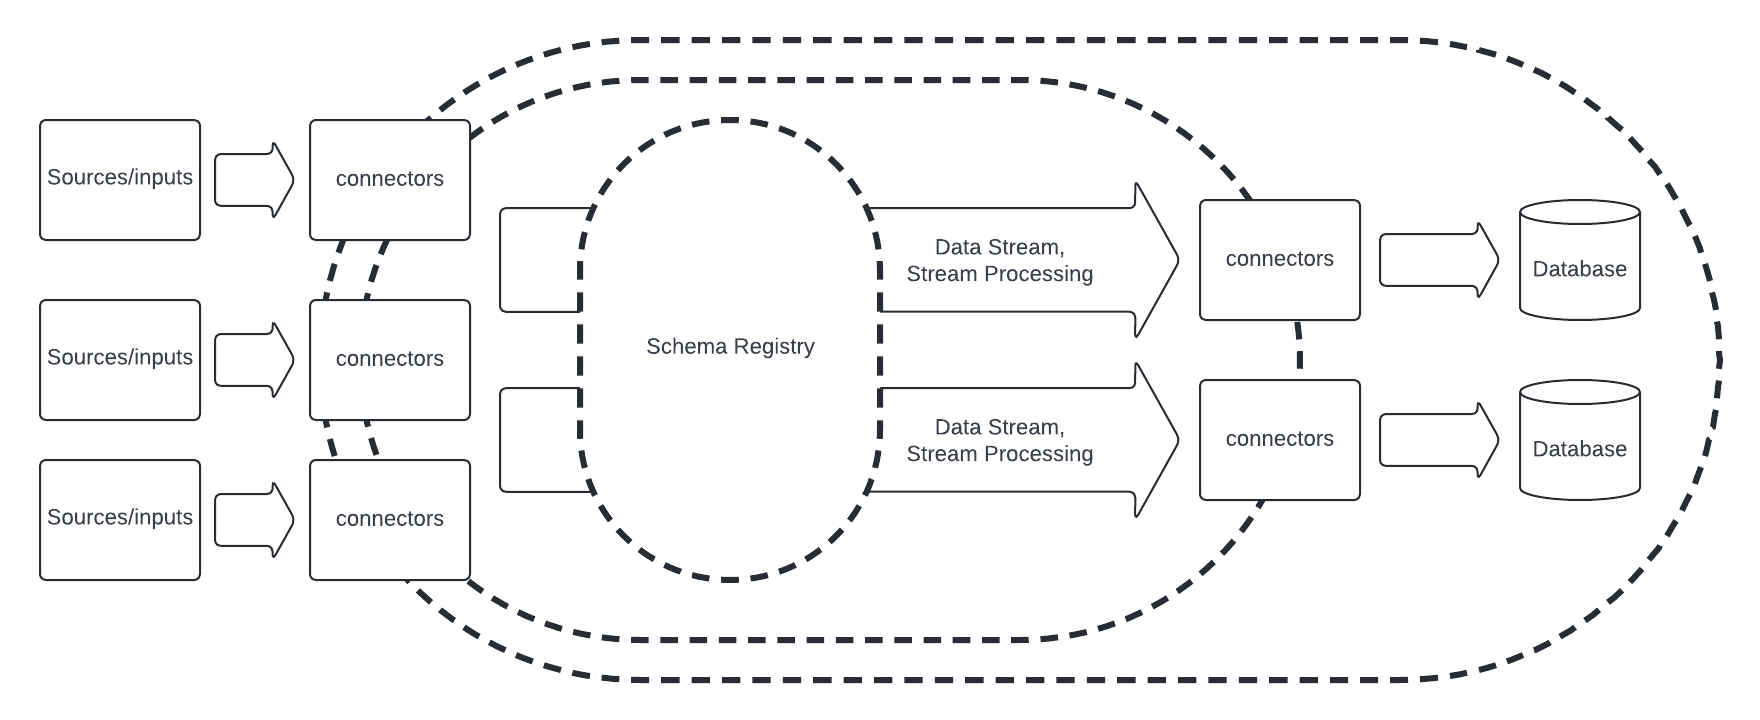 Sources/inputs
connectors
Sources/inputs
connectors
Sources/inputs
connectors
Schema Registry
Data Stream,
Stream Processing
Data Stream,
Stream Processing
connectors
Database
connectors
Database